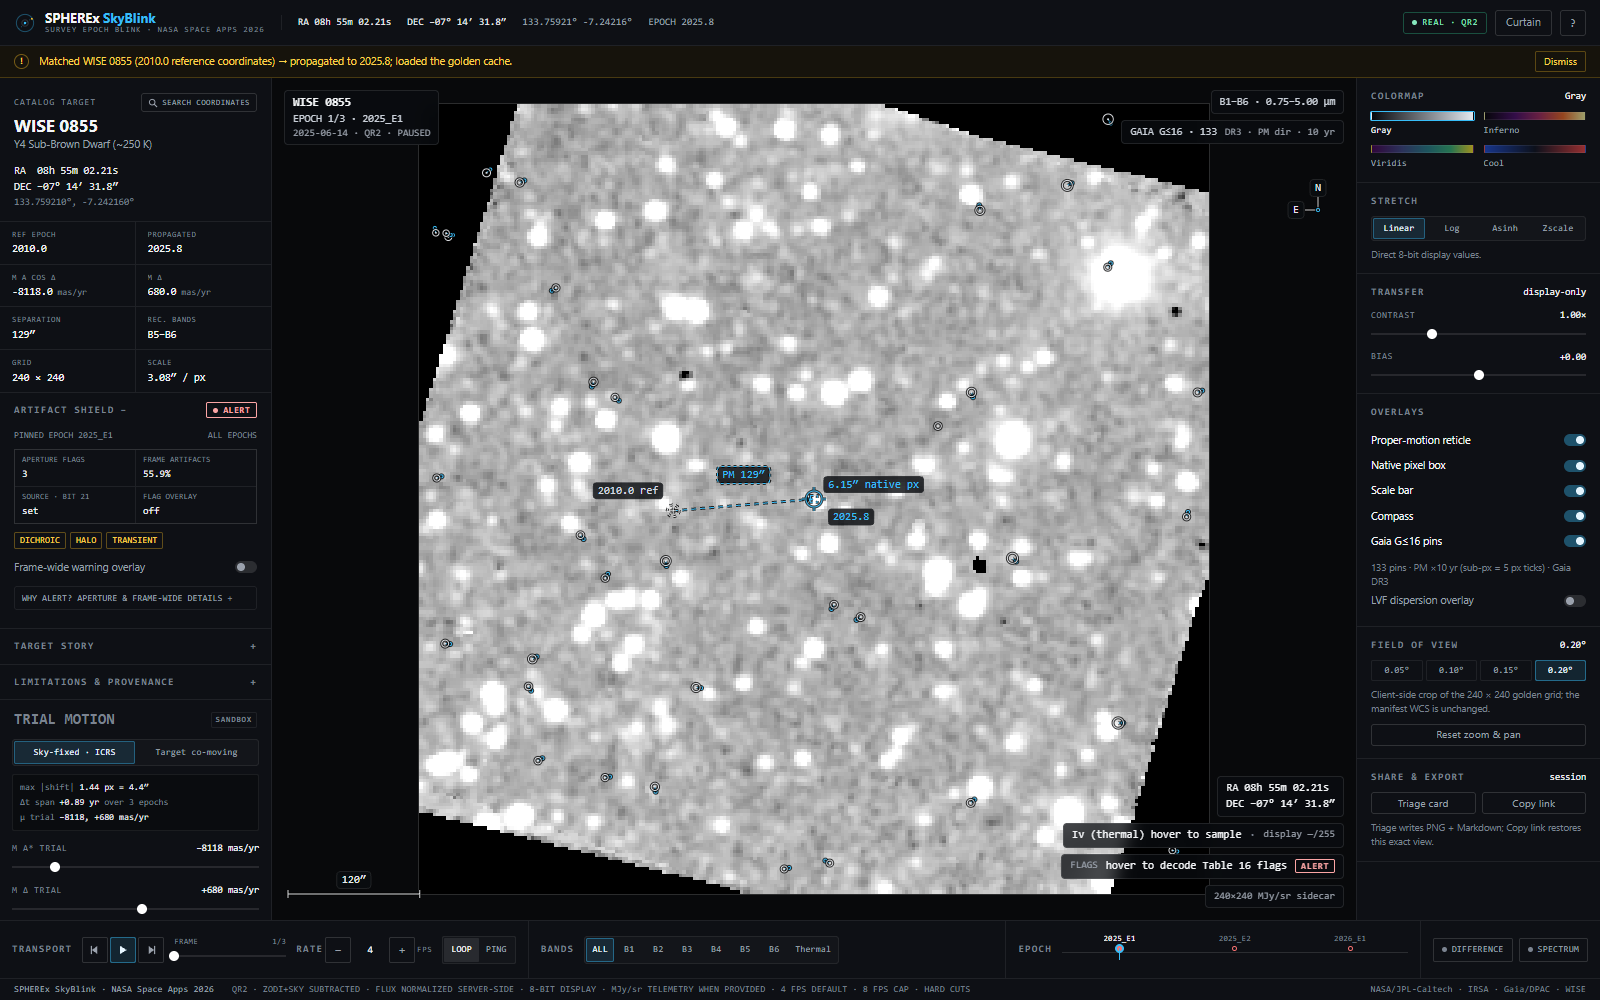 SPHEREx SkyBlink
SURVEY EPOCH BLINK · NASA SPACE APPS 2026
RA 08h 55m 02.21s DEC −07° 14′ 31.8″ 133.75921° -7.24216° EPOCH 2025.8
REAL · QR2
Curtain
?
! Matched WISE 0855 (2010.0 reference coordinates) → propagated to 2025.8; loaded the golden cache.
Dismiss
CATALOG TARGET
SEARCH COORDINATES
WISE 0855
Y4 Sub-Brown Dwarf (~250 K)
RA 08h 55m 02.21s
DEC −07° 14′ 31.8″
133.759210°, -7.242160°
REF EPOCH
2010.0
PROPAGATED
2025.8
Μ Α COS Δ
-8118.0 mas/yr
Μ Δ
680.0 mas/yr
SEPARATION
129″
REC. BANDS
B5-B6
GRID
240 × 240
SCALE
3.08″ / px
ARTIFACT SHIELD −
ALERT
PINNED EPOCH 2025_E1
ALL EPOCHS
APERTURE FLAGS
3
FRAME ARTIFACTS
55.9%
SOURCE · BIT 21
set
FLAG OVERLAY
off
DICHROIC
HALO
TRANSIENT
Frame-wide warning overlay
WHY ALERT? APERTURE & FRAME-WIDE DETAILS +
TARGET STORY +
LIMITATIONS & PROVENANCE +
TRIAL MOTION
SANDBOX
Sky-fixed · ICRS
Target co-moving
max |shift| 1.44 px = 4.4″
Δt span +0.89 yr over 3 epochs
μ trial −8118, +680 mas/yr
Μ Α* TRIAL −8118 mas/yr
Μ Δ TRIAL +680 mas/yr
WISE 0855
EPOCH 1/3 · 2025_E1
2025-06-14 · QR2 · PAUSED
B1–B6 · 0.75–5.00 μm
GAIA G≤16 · 133 DR3 · PM dir · 10 yr
N
E
2010.0 ref
PM 129″
6.15″ native px
2025.8
120″
RA 08h 55m 02.21s
DEC −07° 14′ 31.8″
Iν (thermal) hover to sample · display —/255
FLAGS hover to decode Table 16 flags ALERT
240×240 MJy/sr sidecar
COLORMAP Gray
Gray
Inferno
Viridis
Cool
STRETCH
Linear
Log
Asinh
Zscale
Direct 8-bit display values.
TRANSFER display-only
CONTRAST 1.00×
BIAS +0.00
OVERLAYS
Proper-motion reticle
Native pixel box
Scale bar
Compass
Gaia G≤16 pins
133 pins · PM ×10 yr (sub-px = 5 px ticks) · Gaia
DR3
LVF dispersion overlay
FIELD OF VIEW 0.20°
0.05°
0.10°
0.15°
0.20°
Client-side crop of the 240 × 240 golden grid; the
manifest WCS is unchanged.
Reset zoom & pan
SHARE & EXPORT session
Triage card
Copy link
Triage writes PNG + Markdown; Copy link restores
this exact view.
TRANSPORT
FRAME 1/3
RATE − 4 + FPS
LOOP PING
BANDS ALL B1 B2 B3 B4 B5 B6 Thermal
EPOCH 2025_E1 2025_E2 2026_E1
DIFFERENCE
SPECTRUM
SPHEREx SkyBlink · NASA Space Apps 2026 QR2 · ZODI+SKY SUBTRACTED · FLUX NORMALIZED SERVER-SIDE · 8-BIT DISPLAY · MJy/sr TELEMETRY WHEN PROVIDED · 4 FPS DEFAULT · 8 FPS CAP · HARD CUTS
NASA/JPL-Caltech · IRSA · Gaia/DPAC · WISE